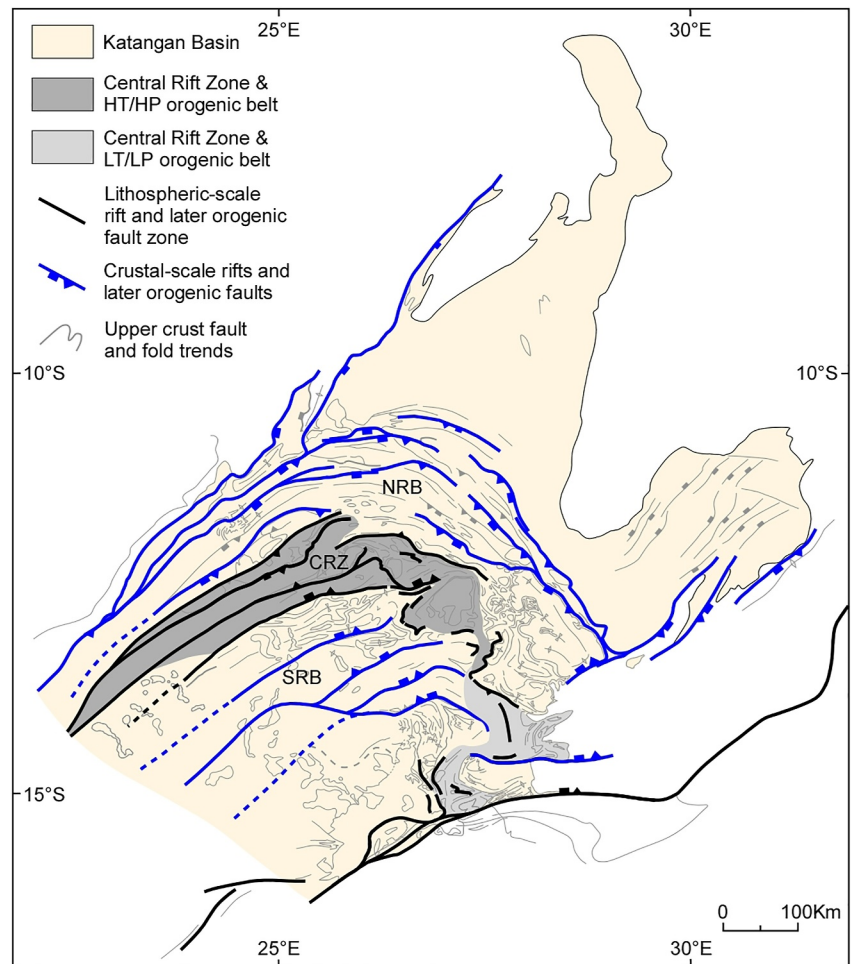 25°E
30°E
Katangan Basin
Central Rift Zone &
HT/HP orogenic belt
Central Rift Zone &
LT/LP orogenic belt
Lithospheric-scale
rift and later orogenic
fault zone
Crustal-scale rifts and
later orogenic faults
Upper crust fault
and fold trends
10°S
10°S
NRB
CRZ
SRB
15°S
0
100Km
25°E
30°E